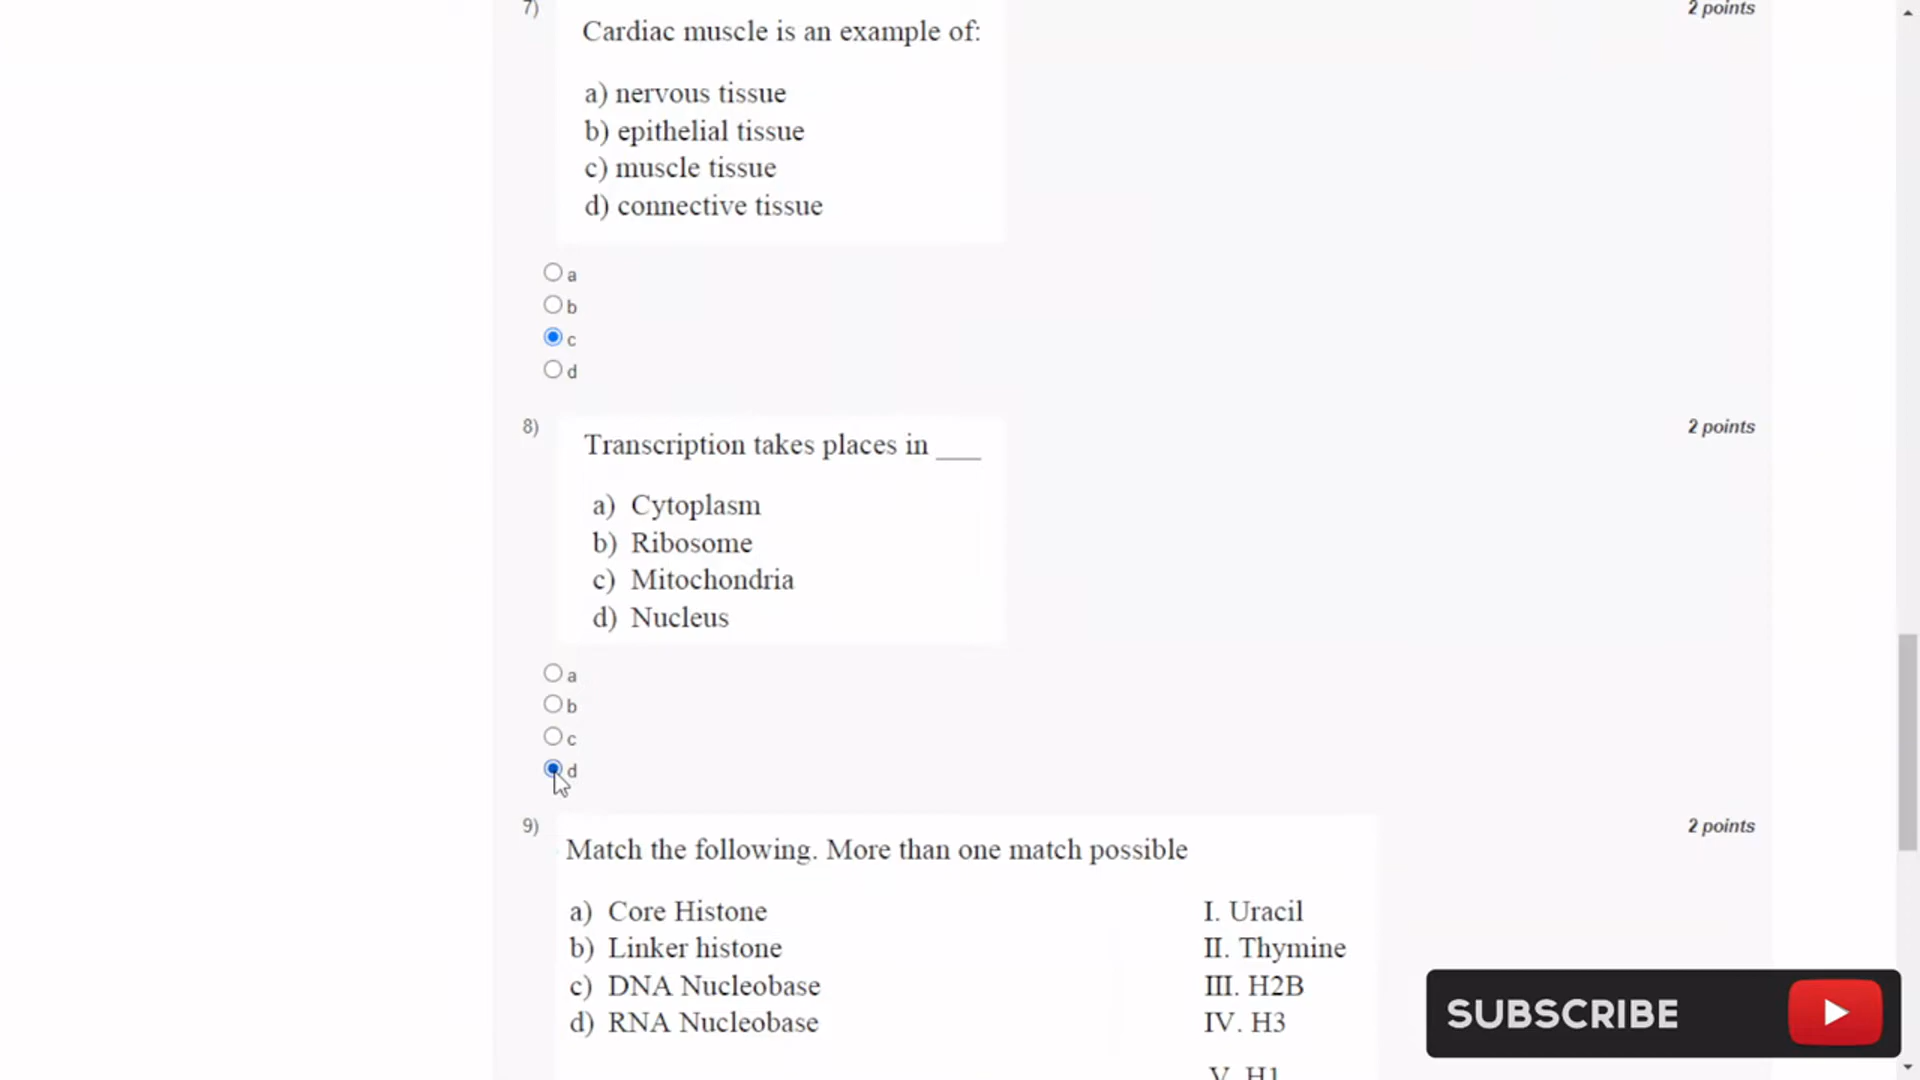 7)
2 points
Cardiac muscle is an example of:
a) nervous tissue
b) epithelial tissue
c) muscle tissue
d) connective tissue
a
b
c
d
8)
2 points
Transcription takes places in ___
a) Cytoplasm
b) Ribosome
c) Mitochondria
d) Nucleus
a
b
c
d
9)
2 points
Match the following. More than one match possible
a) Core Histone I. Uracil
b) Linker histone II. Thymine
c) DNA Nucleobase III. H2B
d) RNA Nucleobase IV. H3
V. H1
SUBSCRIBE